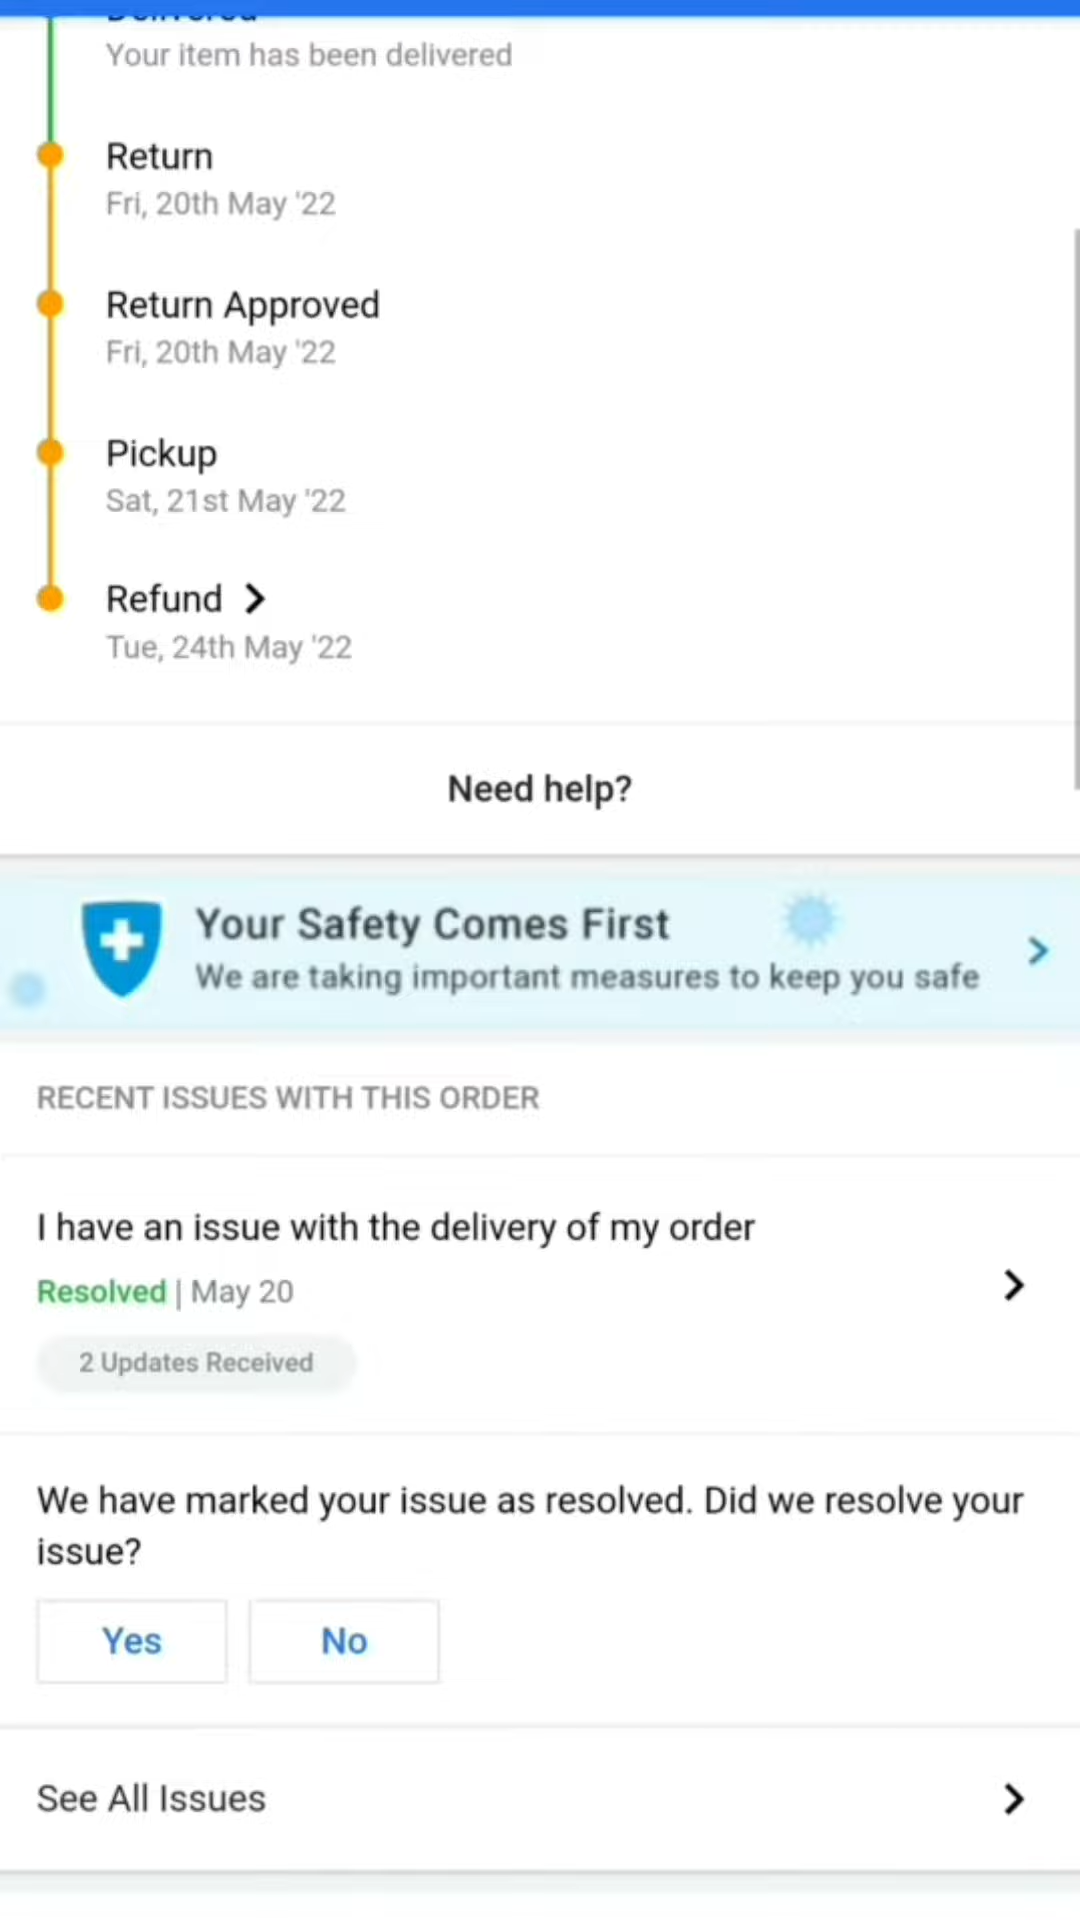 Delivered
Your item has been delivered
Return
Fri, 20th May '22
Return Approved
Fri, 20th May '22
Pickup
Sat, 21st May '22
Refund
Tue, 24th May '22
Need help?
Your Safety Comes First
We are taking important measures to keep you safe
RECENT ISSUES WITH THIS ORDER
I have an issue with the delivery of my order
Resolved | May 20
2 Updates Received
We have marked your issue as resolved. Did we resolve your
issue?
Yes No
See All Issues